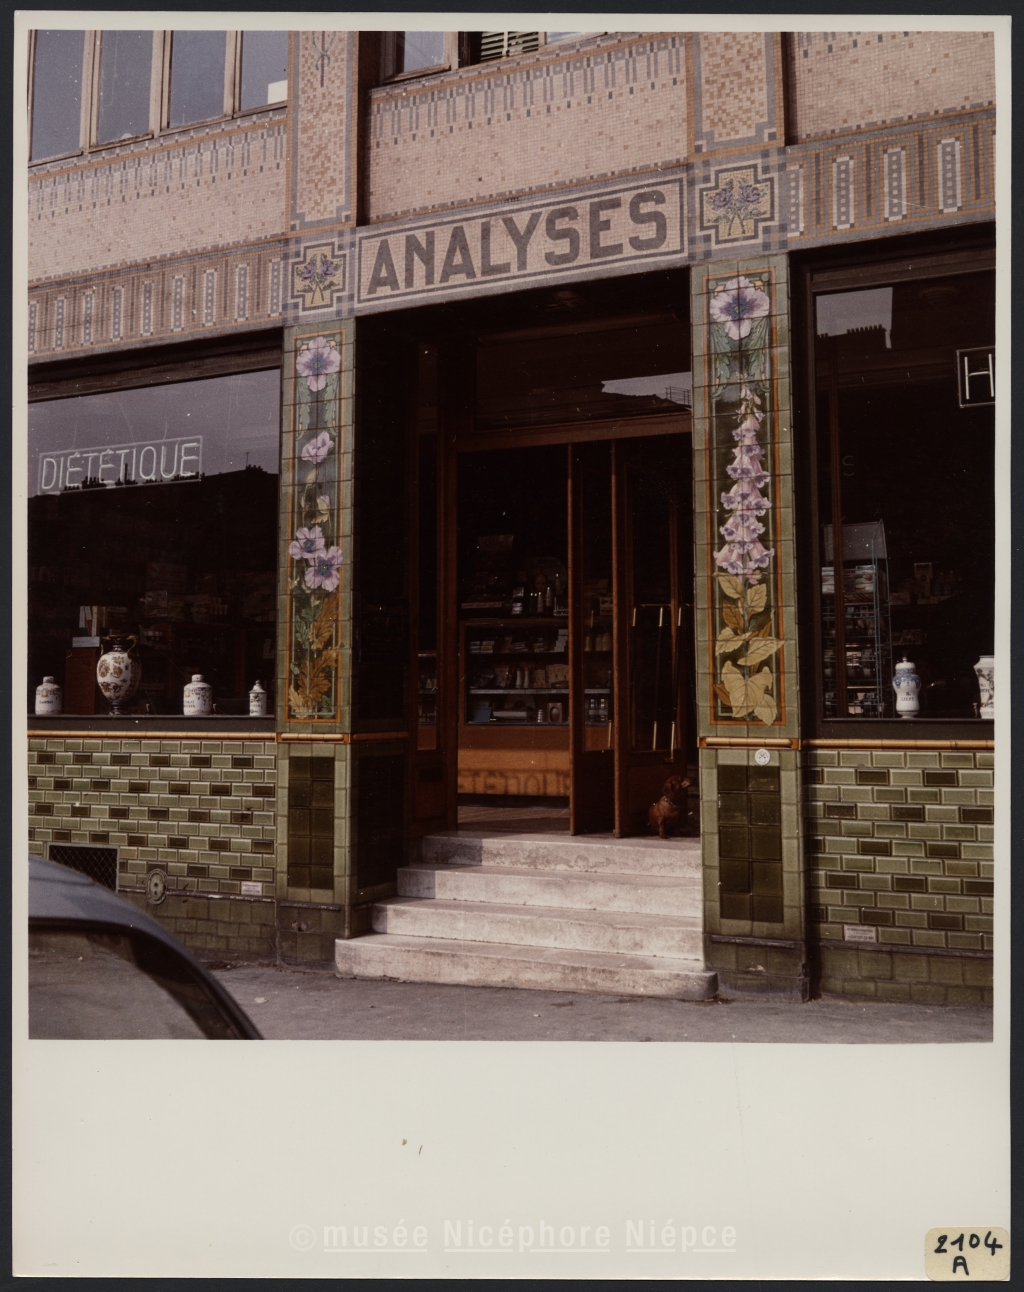 ANALYSES
DIÉTÉTIQUE
H
© musée Nicéphore Niépce
2104
A